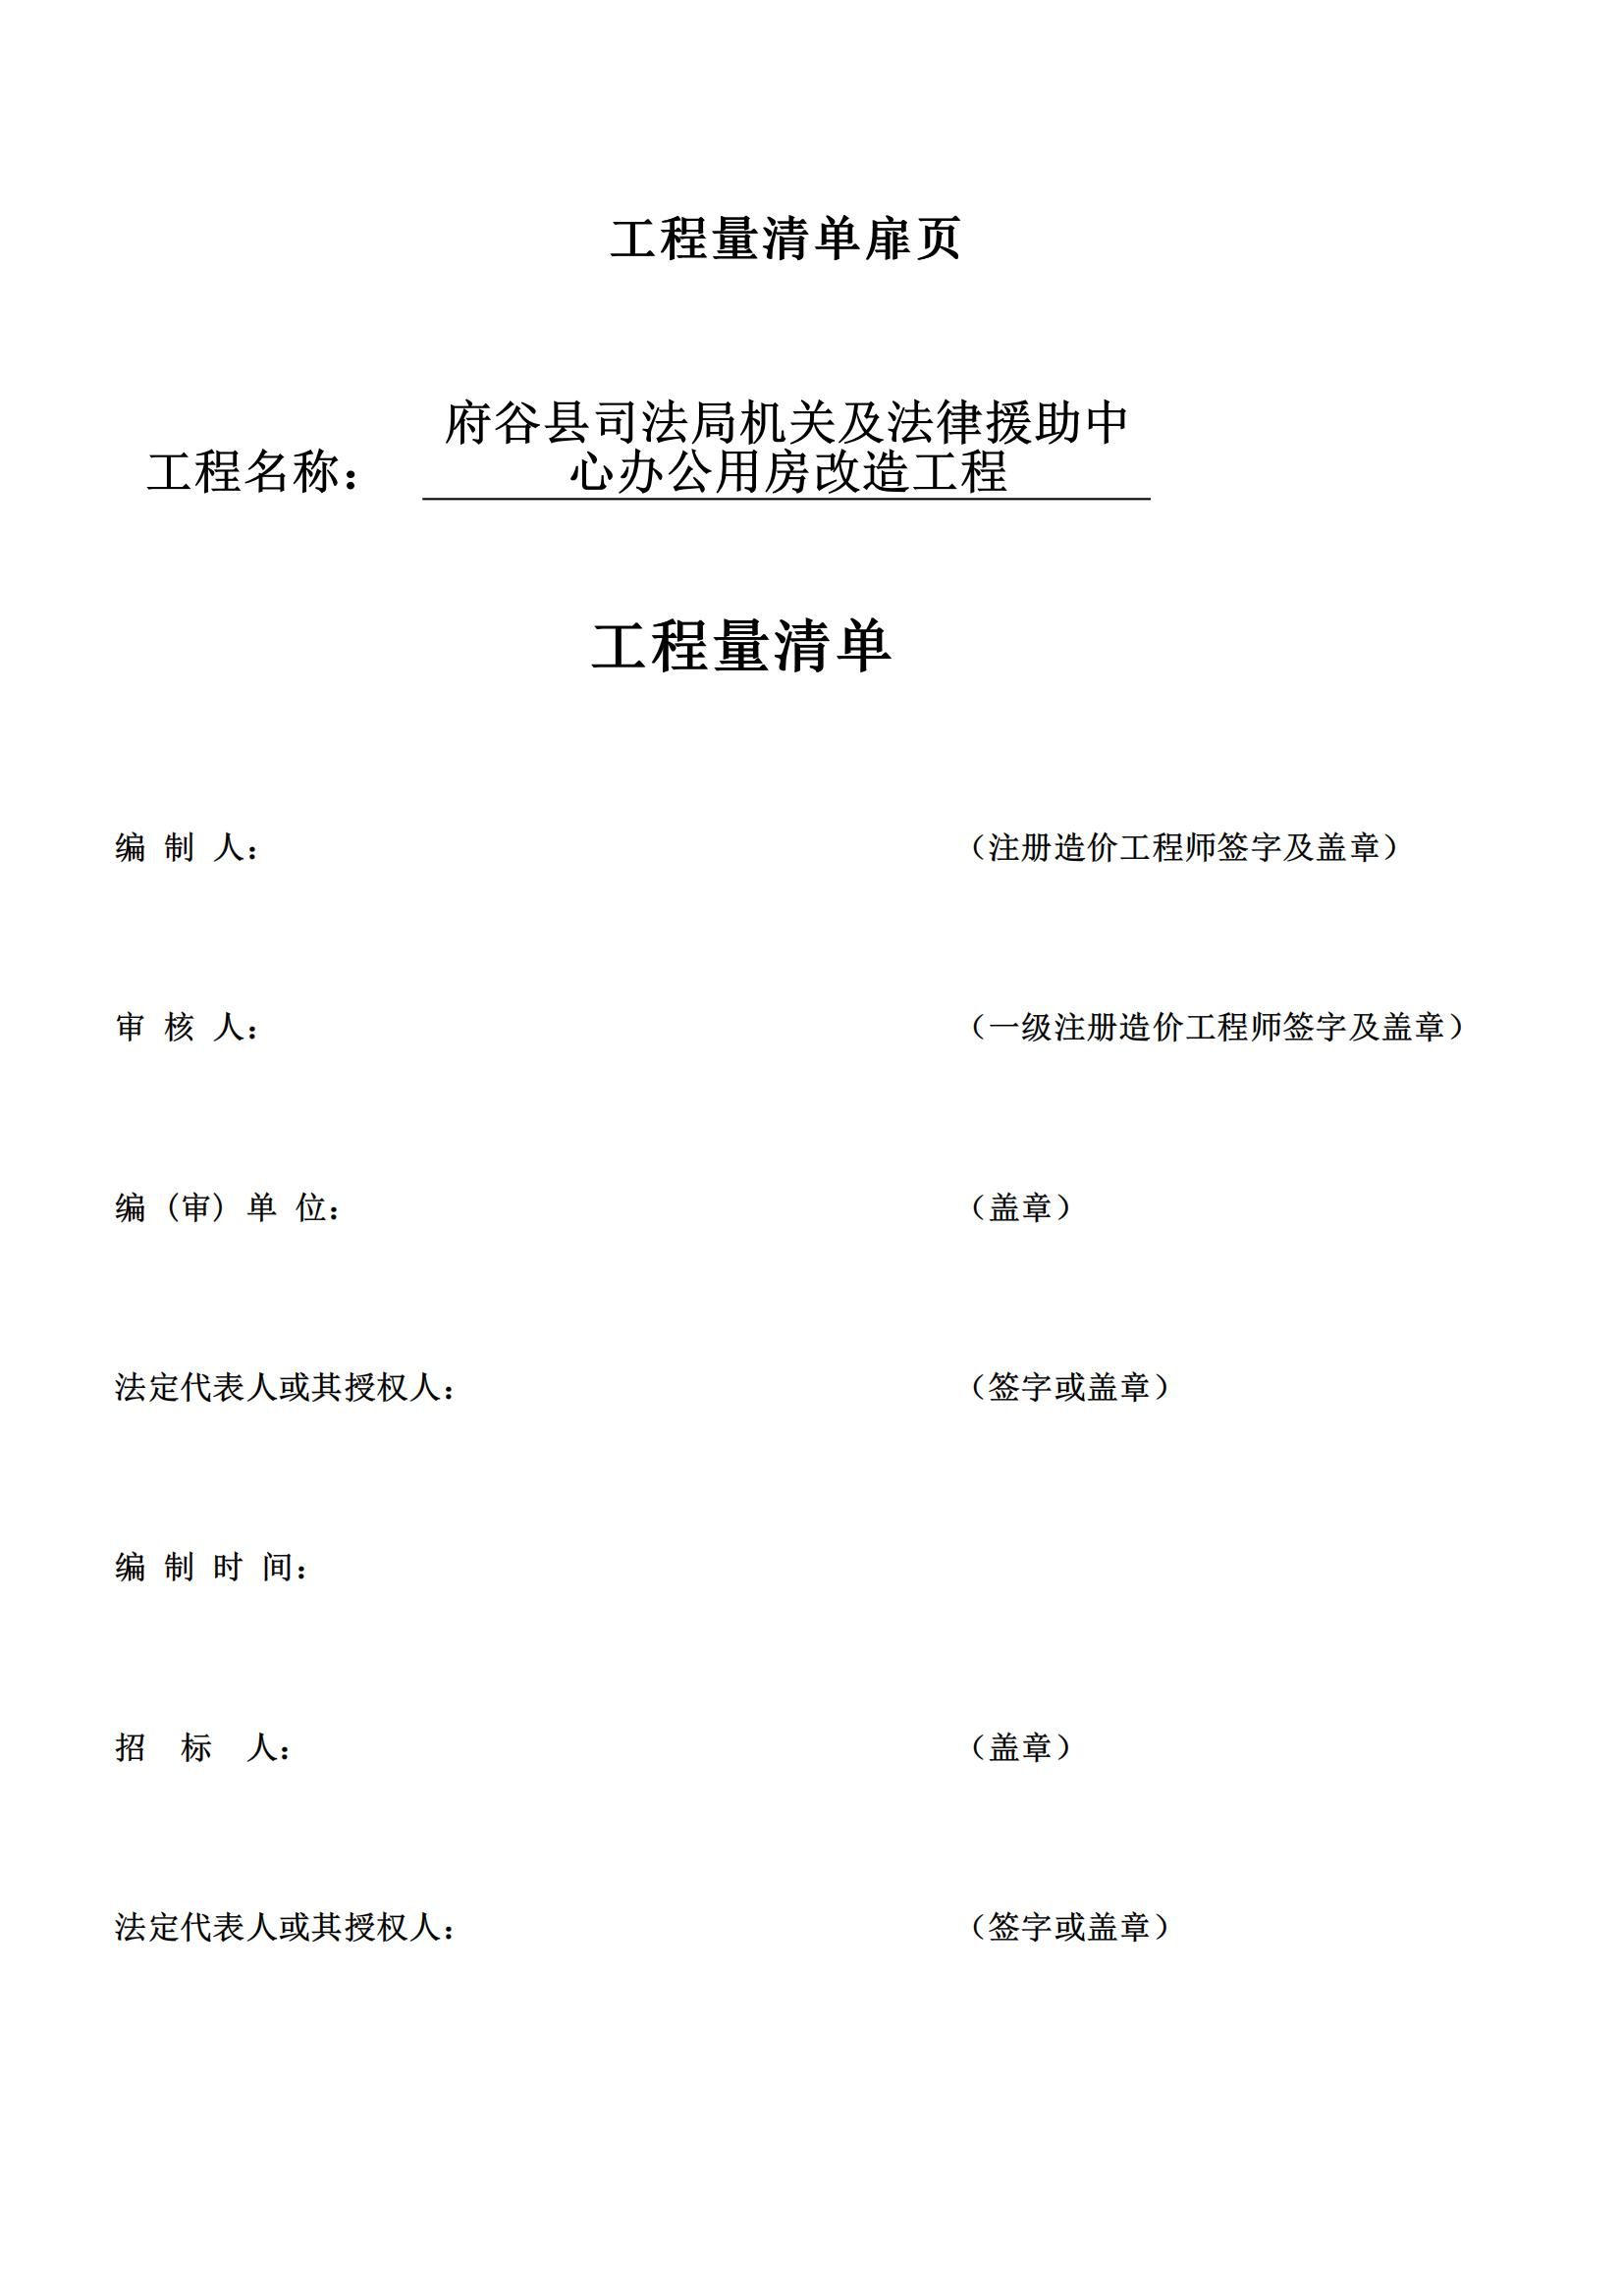 工程量清单扉页
府谷县司法局机关及法律援助中
工程名称： 心办公用房改造工程
工程量清单
编 制 人： （注册造价工程师签字及盖章）
审 核 人： （一级注册造价工程师签字及盖章）
编（审）单 位： （盖章）
法定代表人或其授权人： （签字或盖章）
编 制 时 间：
招 标 人： （盖章）
法定代表人或其授权人： （签字或盖章）